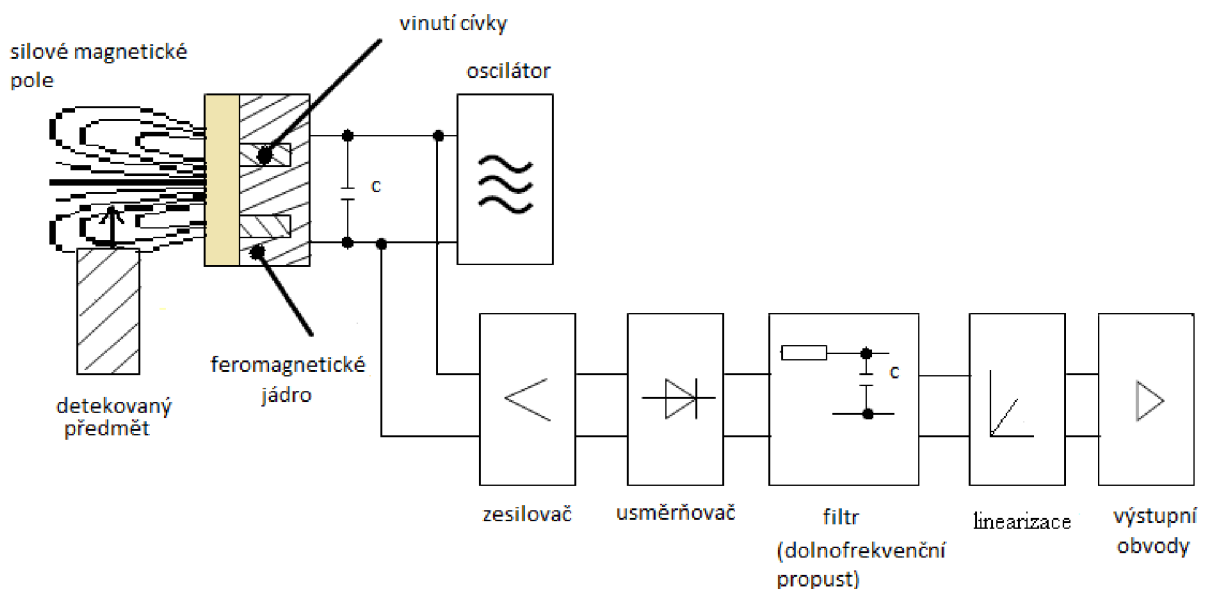 vinutí cívky
silové magnetické
pole
oscilátor
c
feromagnetické
jádro
detekovaný
předmět
c
zesilovač
usměrňovač
filtr
(dolnofrekvenční
propust)
linearizace
výstupní
obvody